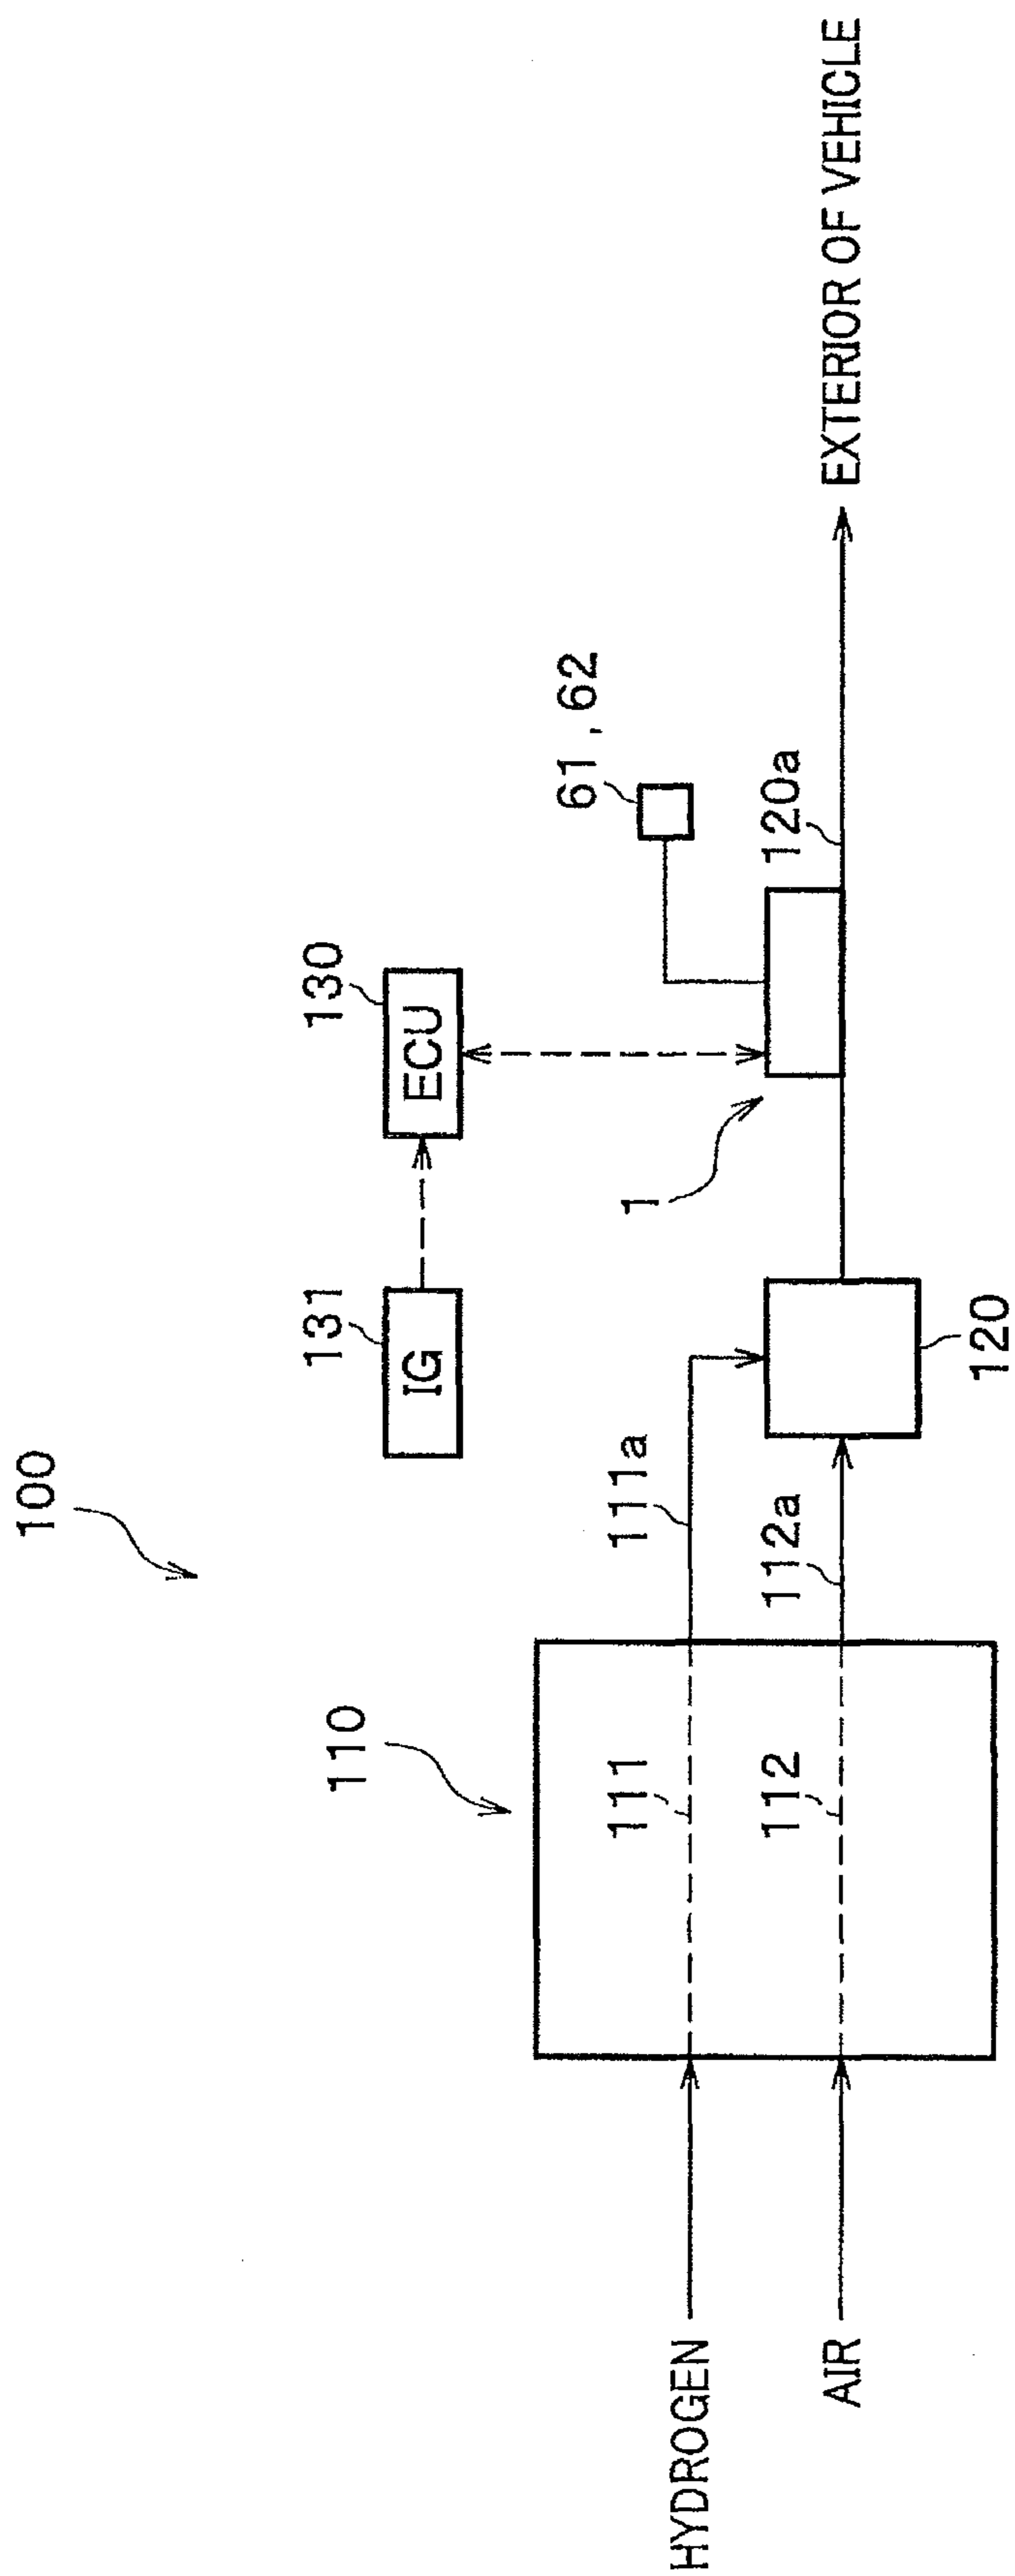 100
110
131
IG
130
ECU
61, 62
1
111
111a
112
112a
120
120a
HYDROGEN
AIR
EXTERIOR OF VEHICLE